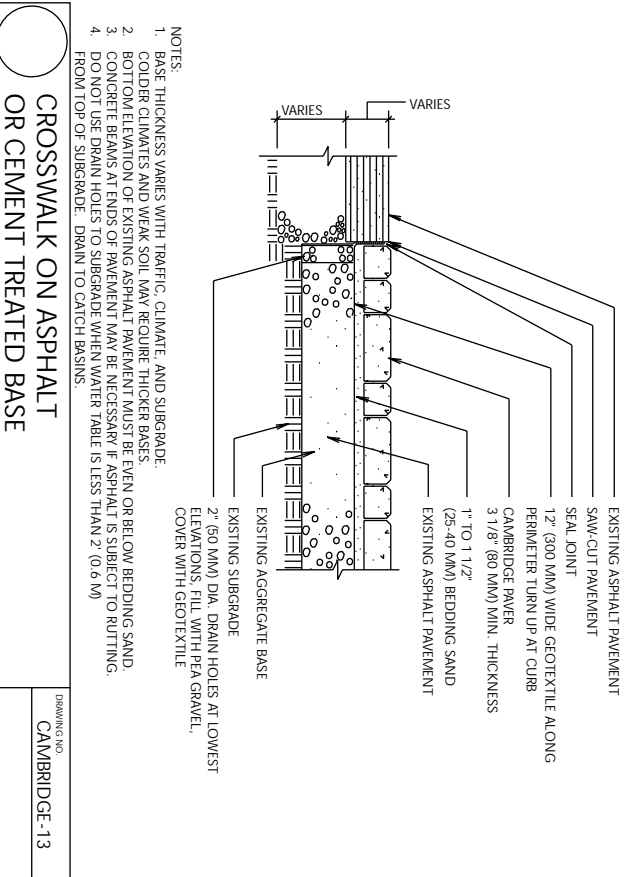 VARIES
VARIES
EXISTING ASPHALT PAVEMENT
SAW-CUT PAVEMENT
SEAL JOINT
12" (300 MM) WIDE GEOTEXTILE ALONG
PERIMETER TURN UP AT CURB
CAMBRIDGE PAVER
3 1/8" (80 MM) MIN. THICKNESS
1" TO 1 1/2"
(25-40 MM) BEDDING SAND
EXISTING ASPHALT PAVEMENT
2" (50 MM) DIA. DRAIN HOLES AT LOWEST
ELEVATIONS, FILL WITH PEA GRAVEL,
COVER WITH GEOTEXTILE
EXISTING SUBGRADE
EXISTING AGGREGATE BASE
NOTES:
1. BASE THICKNESS VARIES WITH TRAFFIC, CLIMATE, AND SUBGRADE.
COLDER CLIMATES AND WEAK SOIL MAY REQUIRE THICKER BASES.
2. BOTTOM ELEVATION OF EXISTING ASPHALT PAVEMENT MUST BE EVEN OR BELOW BEDDING SAND.
3. CONCRETE BEAMS AT ENDS OF PAVEMENT MAY BE NECESSARY IF ASPHALT IS SUBJECT TO RUTTING.
4. DO NOT USE DRAIN HOLES TO SUBGRADE WHEN WATER TABLE IS LESS THAN 2' (0.6 M)
FROM TOP OF SUBGRADE. DRAIN TO CATCH BASINS.
CROSSWALK ON ASPHALT
OR CEMENT TREATED BASE
DRAWING NO.
CAMBRIDGE-13